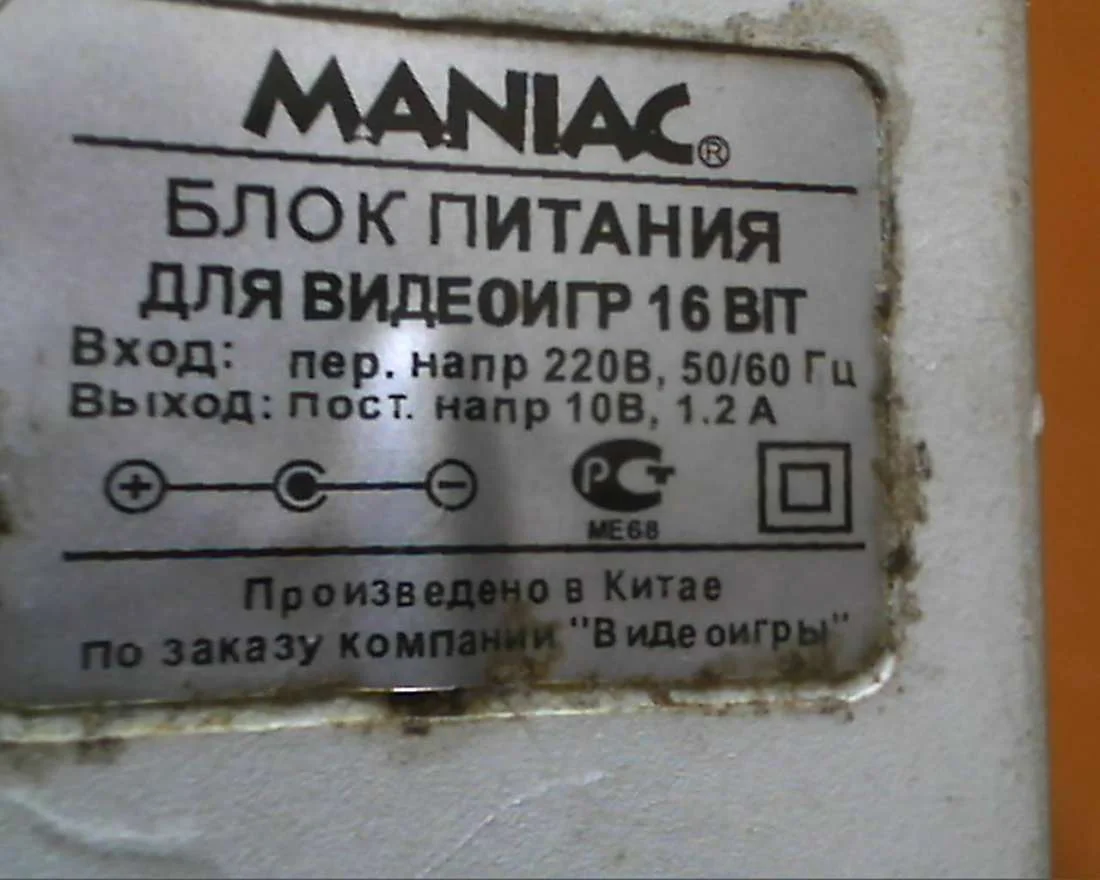 MANIAC®
БЛОК ПИТАНИЯ
ДЛЯ ВИДЕОИГР 16 BIT
Вход: пер. напр 220В, 50/60 Гц
Выход: пост. напр 10В, 1.2 А
РСТ
МЕ68
Произведено в Китае
По заказу компании "Видеоигры"